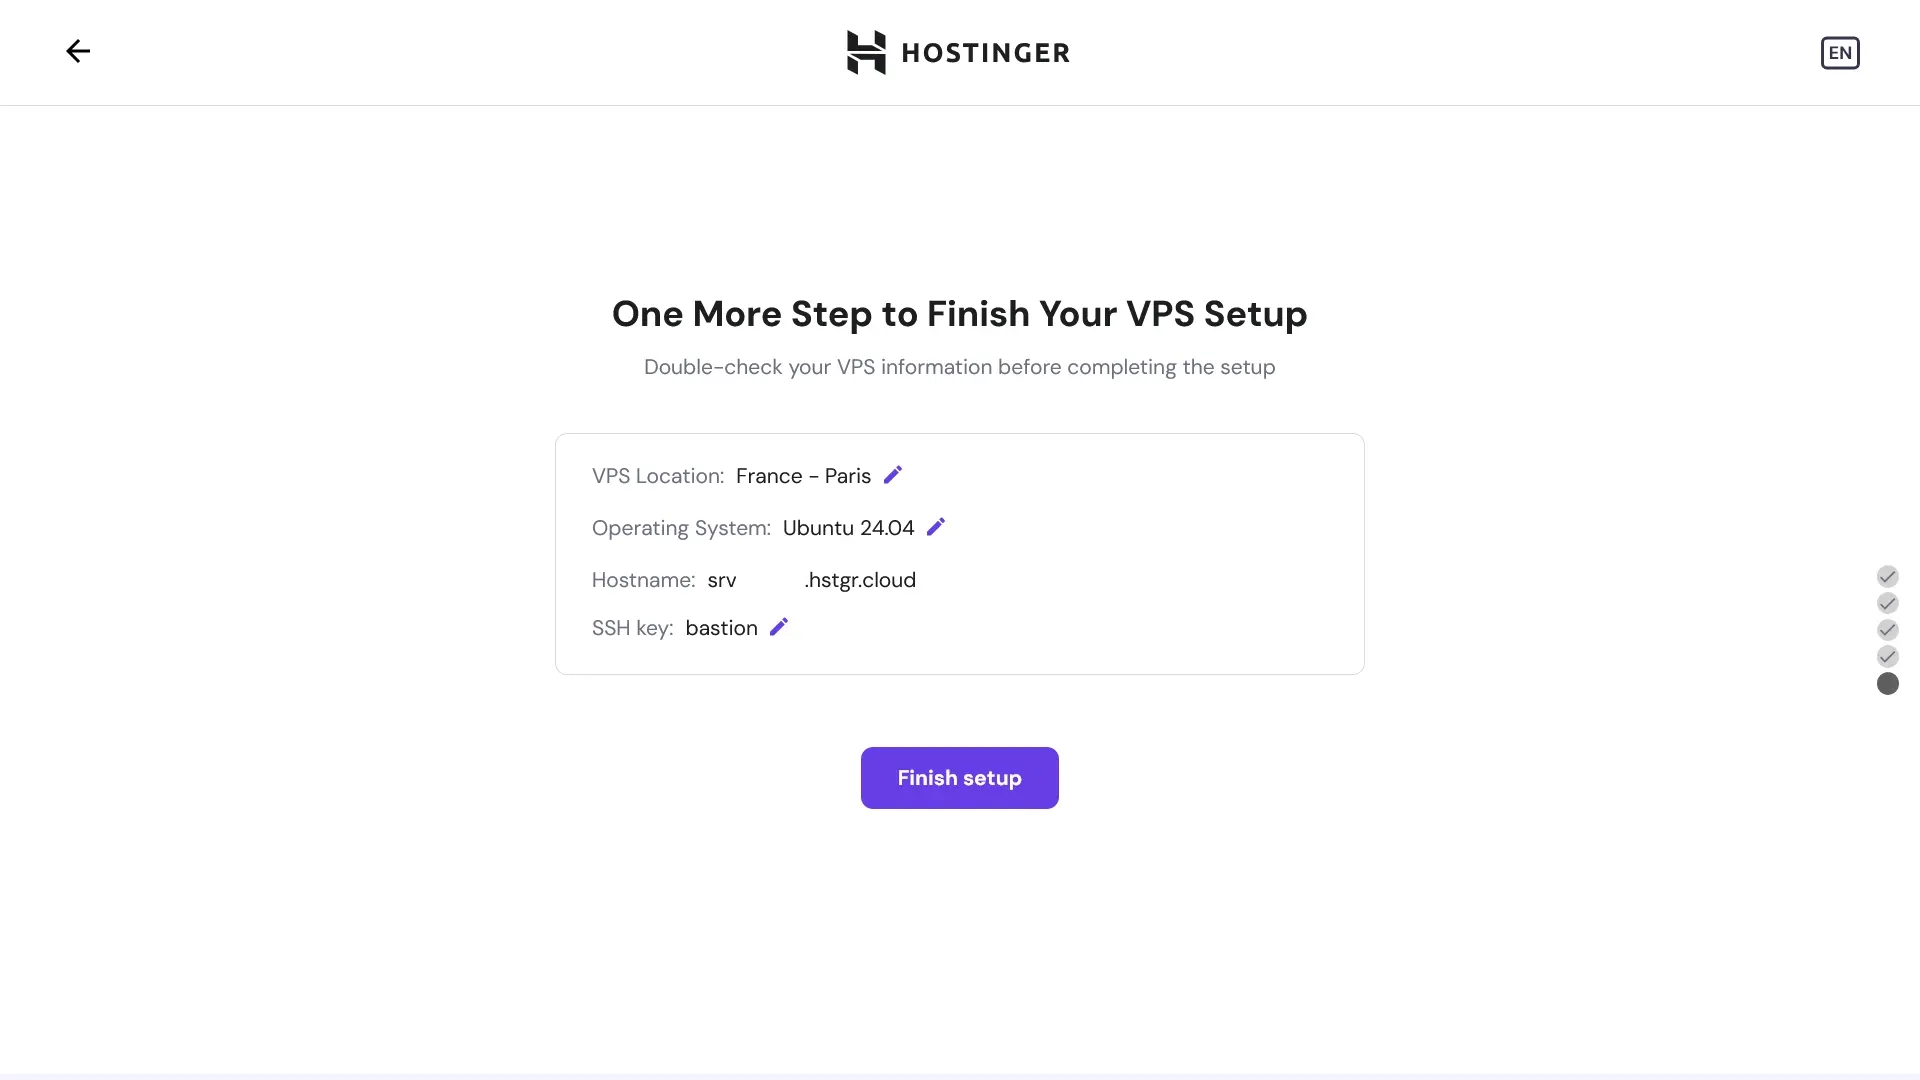 HOSTINGER
EN
One More Step to Finish Your VPS Setup
Double-check your VPS information before completing the setup
VPS Location: France - Paris
Operating System: Ubuntu 24.04
Hostname: srv .hstgr.cloud
SSH key: bastion
Finish setup